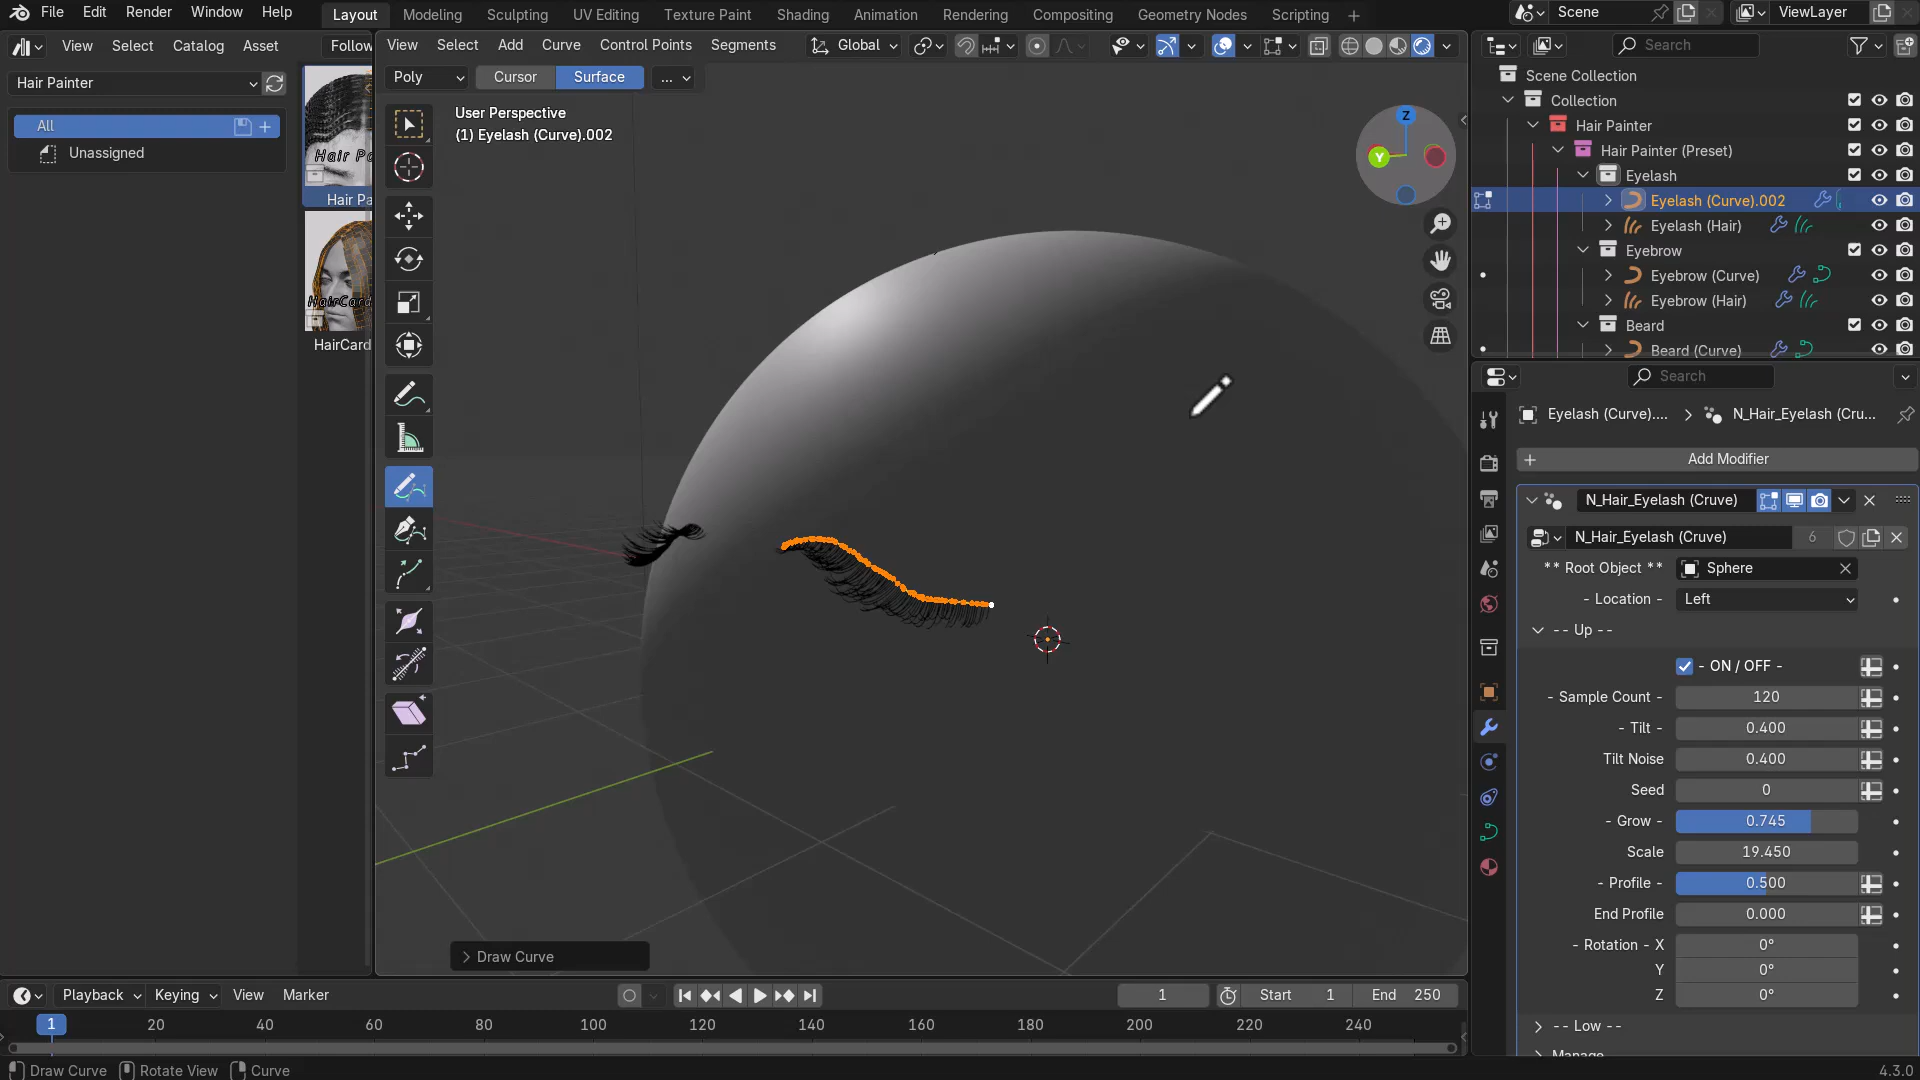 File Edit Render Window Help
Layout Modeling Sculpting UV Editing Texture Paint Shading Animation Rendering Compositing Geometry Nodes Scripting
Scene
ViewLayer
View Select Catalog Asset Follow
View Select Add Curve Control Points Segments Global
Search
Hair Painter
Poly Cursor Surface ...
All
Unassigned
Hair Pa
Hair Pa
HairCard
HairCard
User Perspective
(1) Eyelash (Curve).002
Z
Y
Scene Collection
Collection
Hair Painter
Hair Painter (Preset)
Eyelash
Eyelash (Curve).002
Eyelash (Hair)
Eyebrow
Eyebrow (Curve)
Eyebrow (Hair)
Beard
Beard (Curve)
Search
Eyelash (Curve).... N_Hair_Eyelash (Cru...
Add Modifier
N_Hair_Eyelash (Cruve)
N_Hair_Eyelash (Cruve) 6
** Root Object ** Sphere
- Location - Left
-- Up --
- ON / OFF -
- Sample Count - 120
- Tilt - 0.400
Tilt Noise 0.400
Seed 0
- Grow - 0.745
Scale 19.450
- Profile - 0.500
End Profile 0.000
- Rotation - X 0°
Y 0°
Z 0°
-- Low --
Manage
Draw Curve
Playback Keying View Marker
1 Start 1 End 250
1 20 40 60 80 100 120 140 160 180 200 220 240
Draw Curve Rotate View Curve
4.3.0